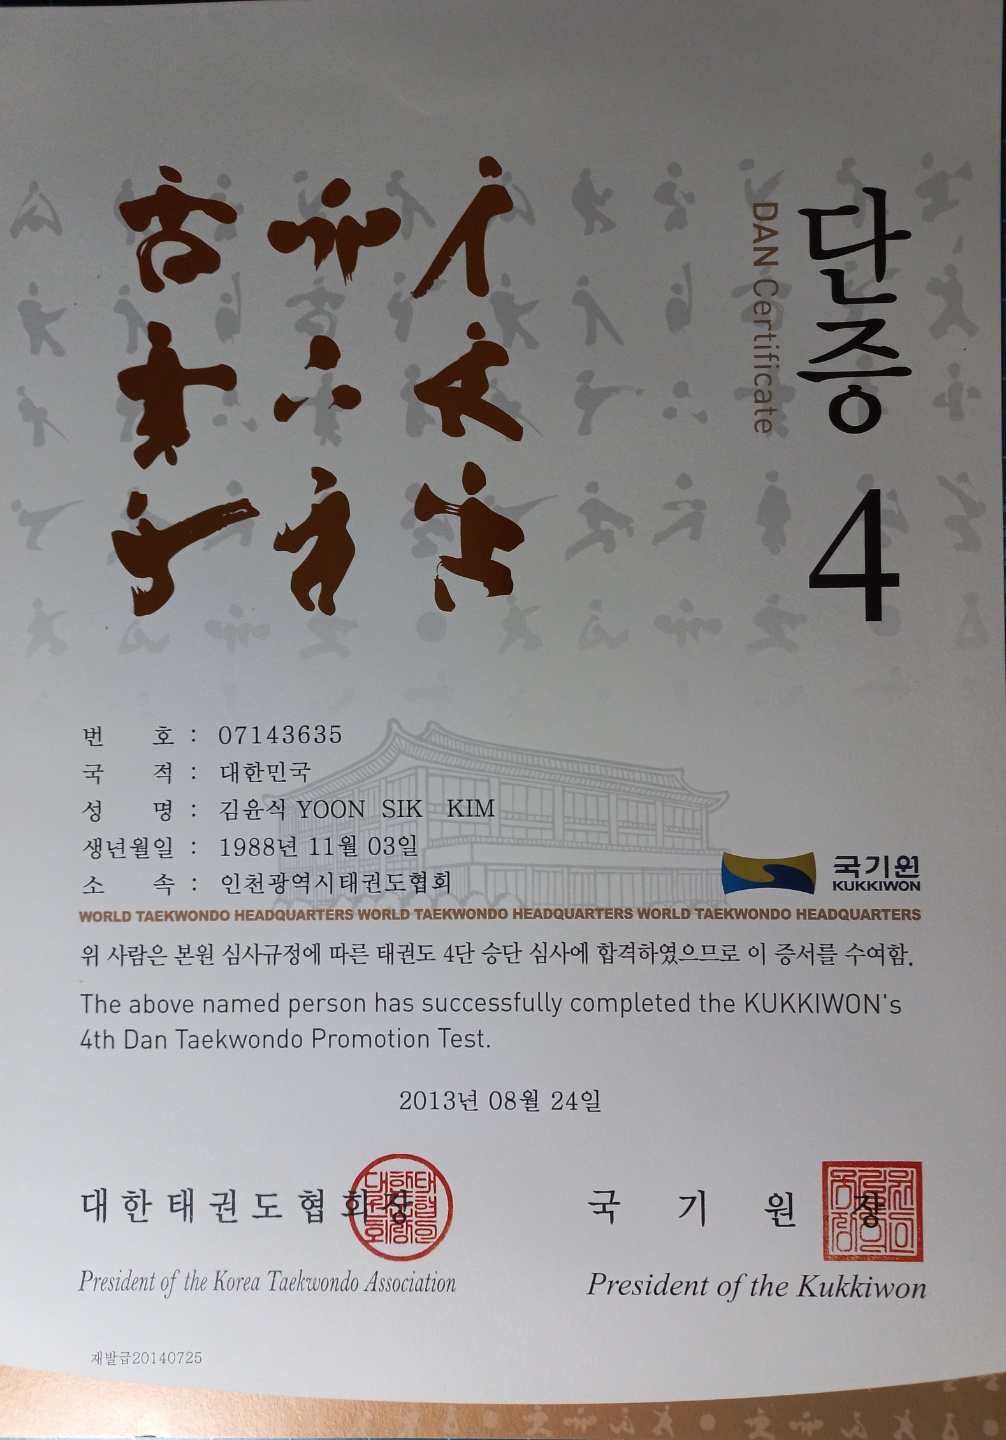 단증 4
DAN Certificate
번 호 : 07143635
국 적 : 대한민국
성 명 : 김윤식 YOON SIK KIM
생년월일 : 1988년 11월 03일
소 속 : 인천광역시태권도협회
국기원
KUKKIWON
WORLD TAEKWONDO HEADQUARTERS WORLD TAEKWONDO HEADQUARTERS WORLD TAEKWONDO HEADQUARTERS
위 사람은 본원 심사규정에 따른 태권도 4단 승단 심사에 합격하였으므로 이 증서를 수여함.
The above named person has successfully completed the KUKKIWON's
4th Dan Taekwondo Promotion Test.
2013년 08월 24일
대한태권도협회장
국 기 원 장
President of the Korea Taekwondo Association
President of the Kukkiwon
재발급20140725